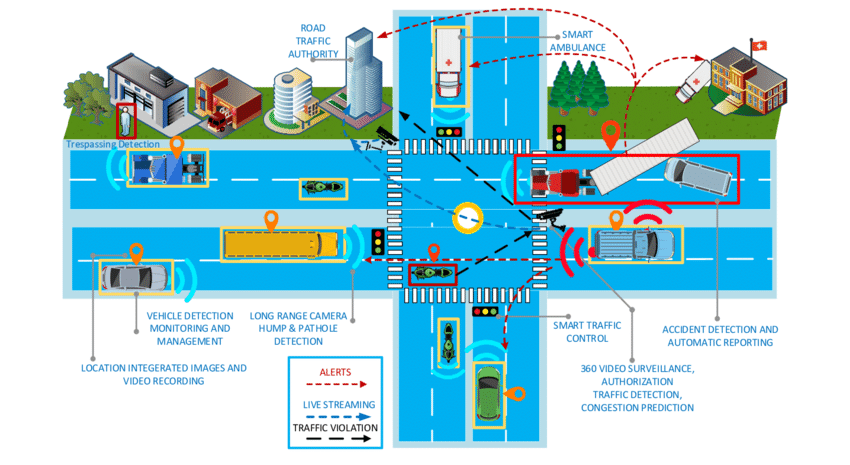 ROAD
TRAFFIC
AUTHORITY
SMART
AMBULANCE
Trespassing Detection
VEHICLE DETECTION
MONITORING AND
MANAGEMENT
LONG RANGE CAMERA
HUMP & PATHOLE
DETECTION
SMART TRAFFIC
CONTROL
ACCIDENT DETECTION AND
AUTOMATIC REPORTING
LOCATION INTEGERATED IMAGES AND
VIDEO RECORDING
360 VIDEO SURVEILLANCE,
AUTHORIZATION
TRAFFIC DETECTION,
CONGESTION PREDICTION
ALERTS
LIVE STREAMING
TRAFFIC VIOLATION